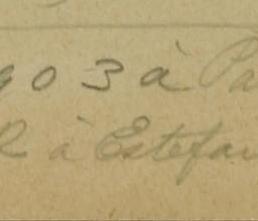 903 à Pa
l à Estefan